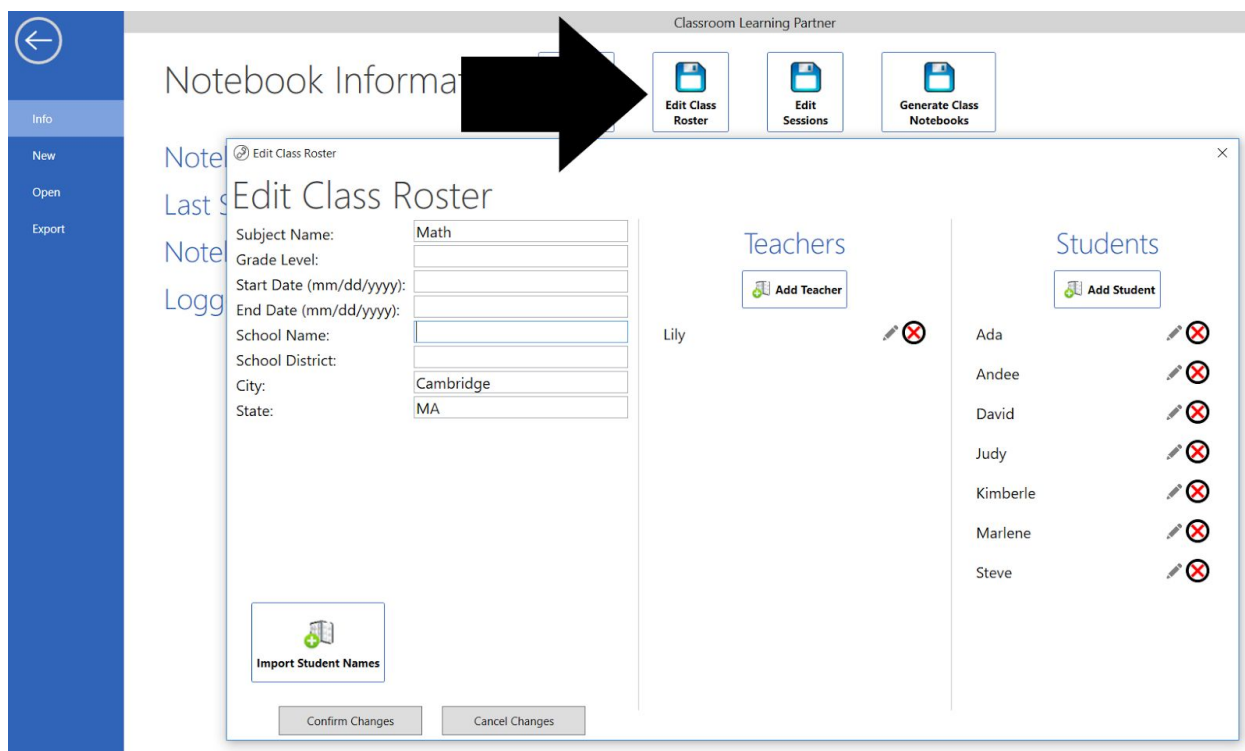 Classroom Learning Partner
Notebook Informa
Edit Class
Roster
Edit
Sessions
Generate Class
Notebooks
Info
New
Open
Export
Note
Last S
Note
Logg
Edit Class Roster
Edit Class Roster
Subject Name: Math
Grade Level:
Start Date (mm/dd/yyyy):
End Date (mm/dd/yyyy):
School Name:
School District:
City: Cambridge
State: MA
Import Student Names
Confirm Changes Cancel Changes
Teachers
Add Teacher
Lily
Students
Add Student
Ada
Andee
David
Judy
Kimberle
Marlene
Steve